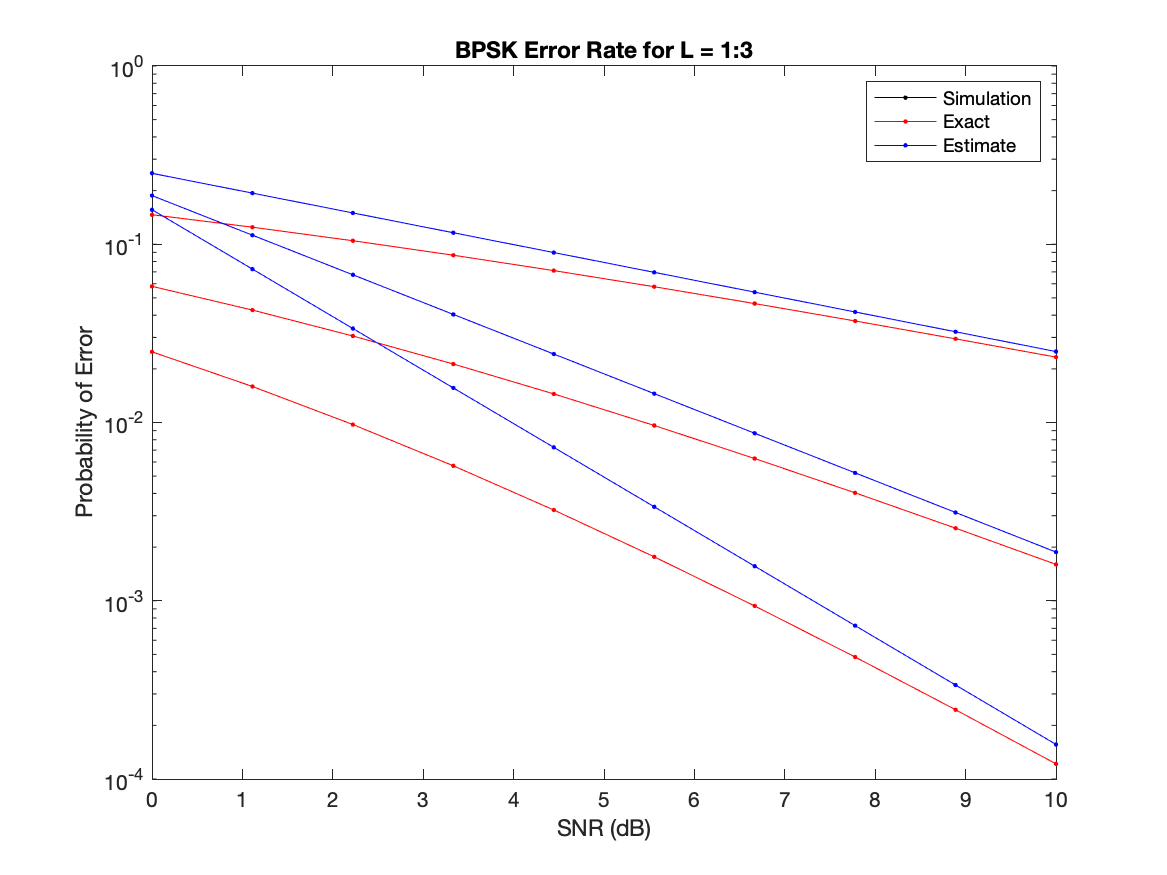 BPSK Error Rate for L = 1:3
10^0
10^-1
10^-2
10^-3
10^-4
Probability of Error
Simulation
Exact
Estimate
0 1 2 3 4 5 6 7 8 9 10
SNR (dB)